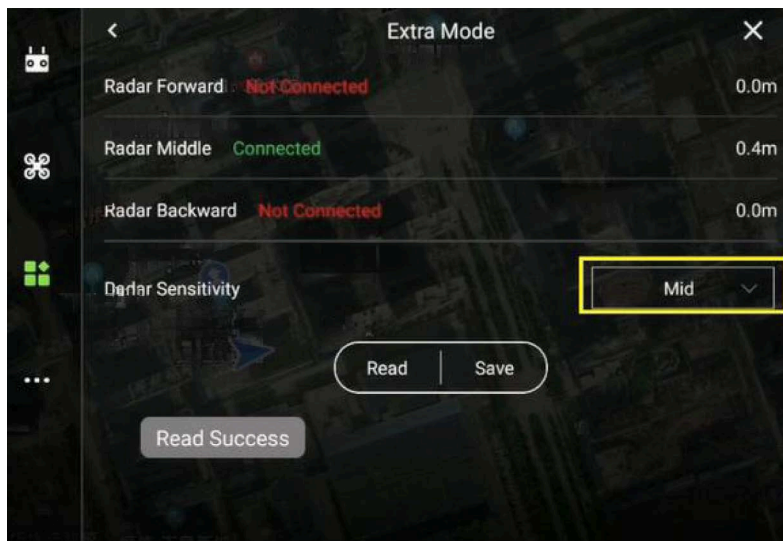 Extra Mode
Radar Forward Not Connected 0.0m
Radar Middle Connected 0.4m
Radar Backward Not Connected 0.0m
Radar Sensitivity Mid
Read Save
Read Success